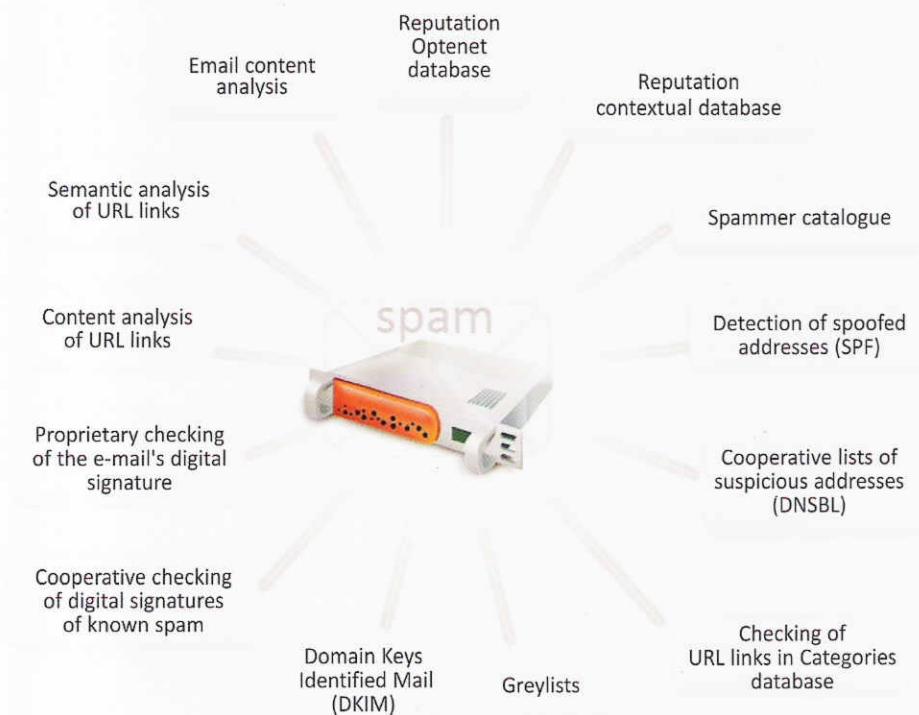 Reputation
Optenet
database
Email content
analysis
Reputation
contextual database
Semantic analysis
of URL links
Spammer catalogue
spam
Content analysis
of URL links
Detection of spoofed
addresses (SPF)
Proprietary checking
of the e-mail's digital
signature
Cooperative lists of
suspicious addresses
(DNSBL)
Cooperative checking
of digital signatures
of known spam
Domain Keys
Identified Mail
(DKIM)
Greylists
Checking of
URL links in Categories
database